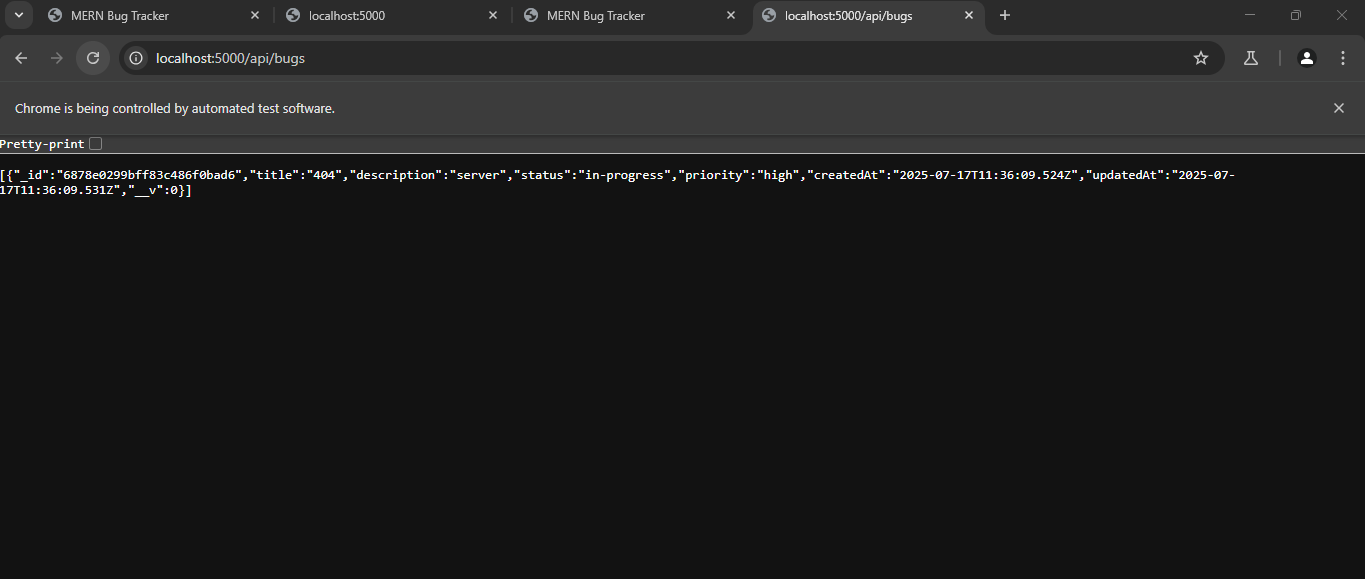 MERN Bug Tracker
localhost:5000
MERN Bug Tracker
localhost:5000/api/bugs
localhost:5000/api/bugs
Chrome is being controlled by automated test software.
Pretty-print
[{"_id":"6878e0299bff83c486f0bad6","title":"404","description":"server","status":"in-progress","priority":"high","createdAt":"2025-07-17T11:36:09.524Z","updatedAt":"2025-07-
17T11:36:09.531Z","__v":0}]